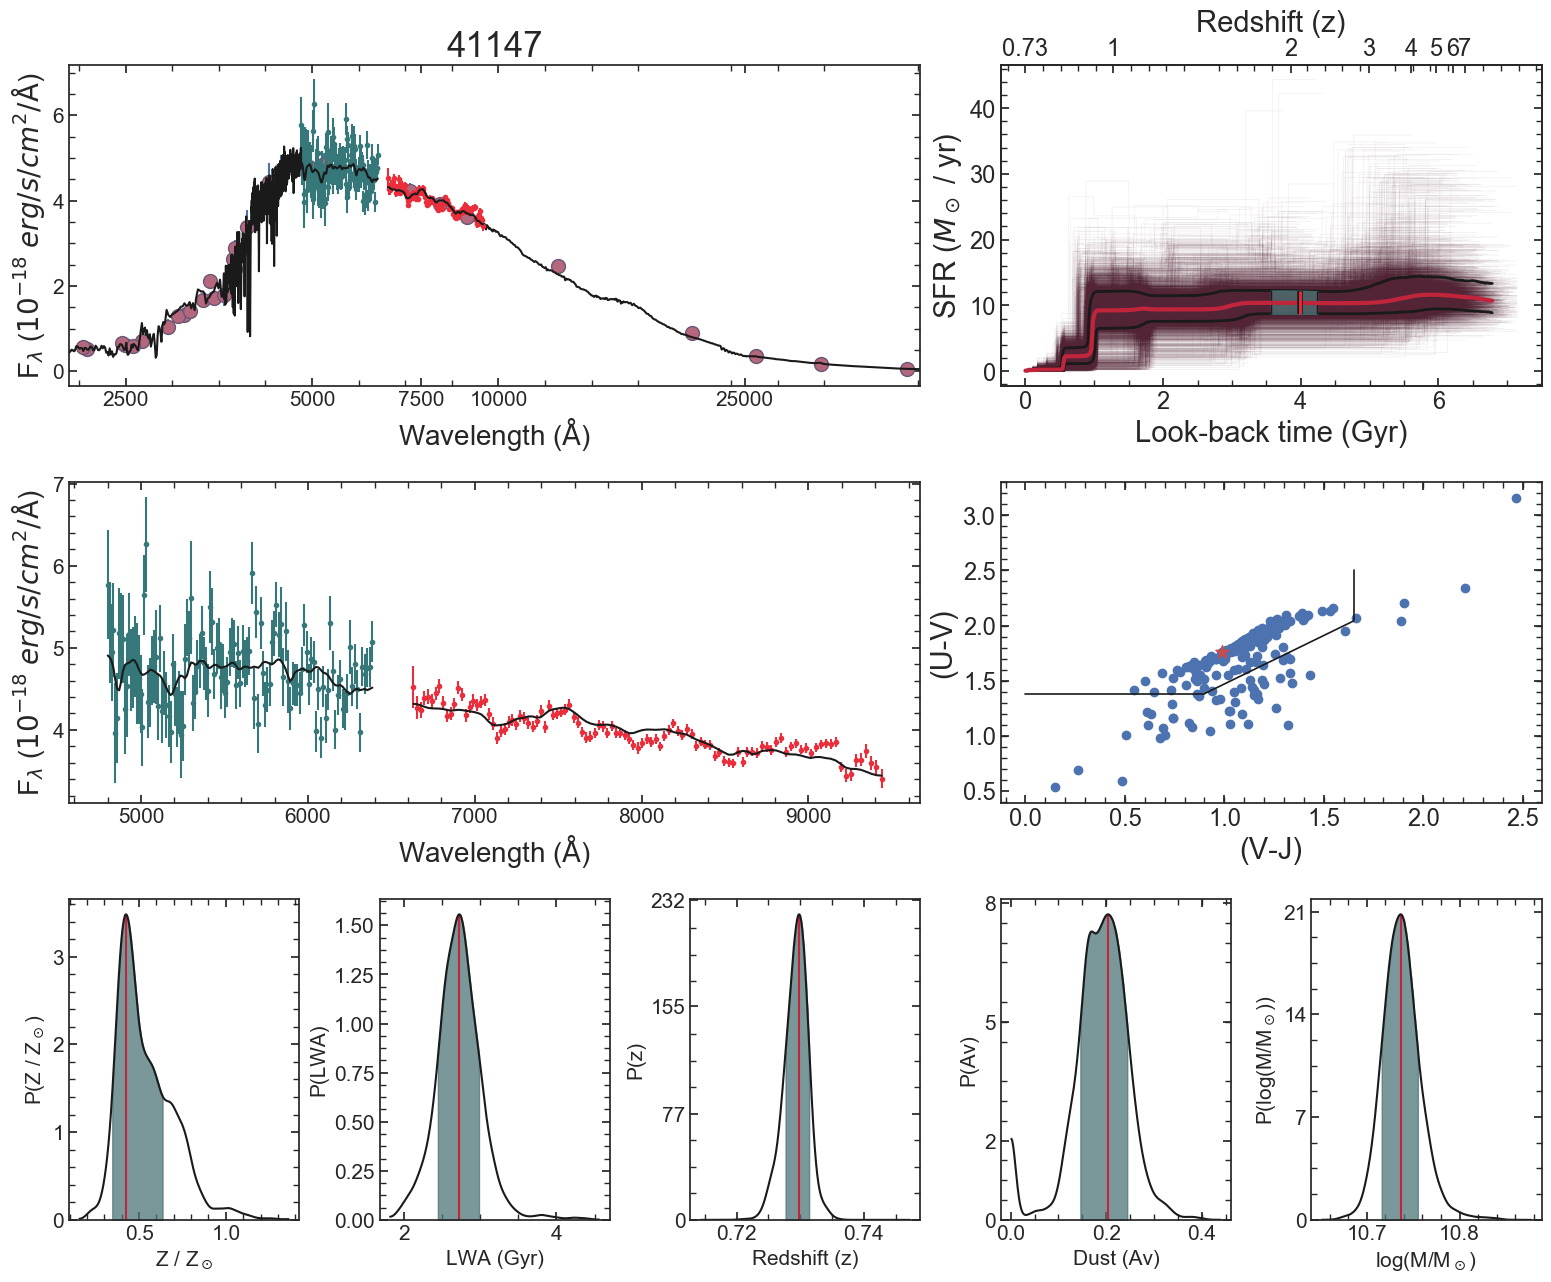 41147
F_λ (10^−18 erg/s/cm^2/Å)
6
4
2
0
2500 5000 7500 10000 25000
Wavelength (Å)
Redshift (z)
0.73 1 2 3 4 5 6 7
SFR (M_⊙ / yr)
40
30
20
10
0
0 2 4 6
Look-back time (Gyr)
F_λ (10^−18 erg/s/cm^2/Å)
7
6
5
4
5000 6000 7000 8000 9000
Wavelength (Å)
(U-V)
3.0
2.5
2.0
1.5
1.0
0.5
0.0 0.5 1.0 1.5 2.0 2.5
(V-J)
P(Z / Z_⊙)
3
2
1
0
0.5 1.0
Z / Z_⊙
P(LWA)
1.50
1.25
1.00
0.75
0.50
0.25
0.00
2 4
LWA (Gyr)
P(z)
232
155
77
0
0.72 0.74
Redshift (z)
P(Av)
8
5
2
0
0.0 0.2 0.4
Dust (Av)
P(log(M/M_⊙))
21
14
7
0
10.7 10.8
log(M/M_⊙)